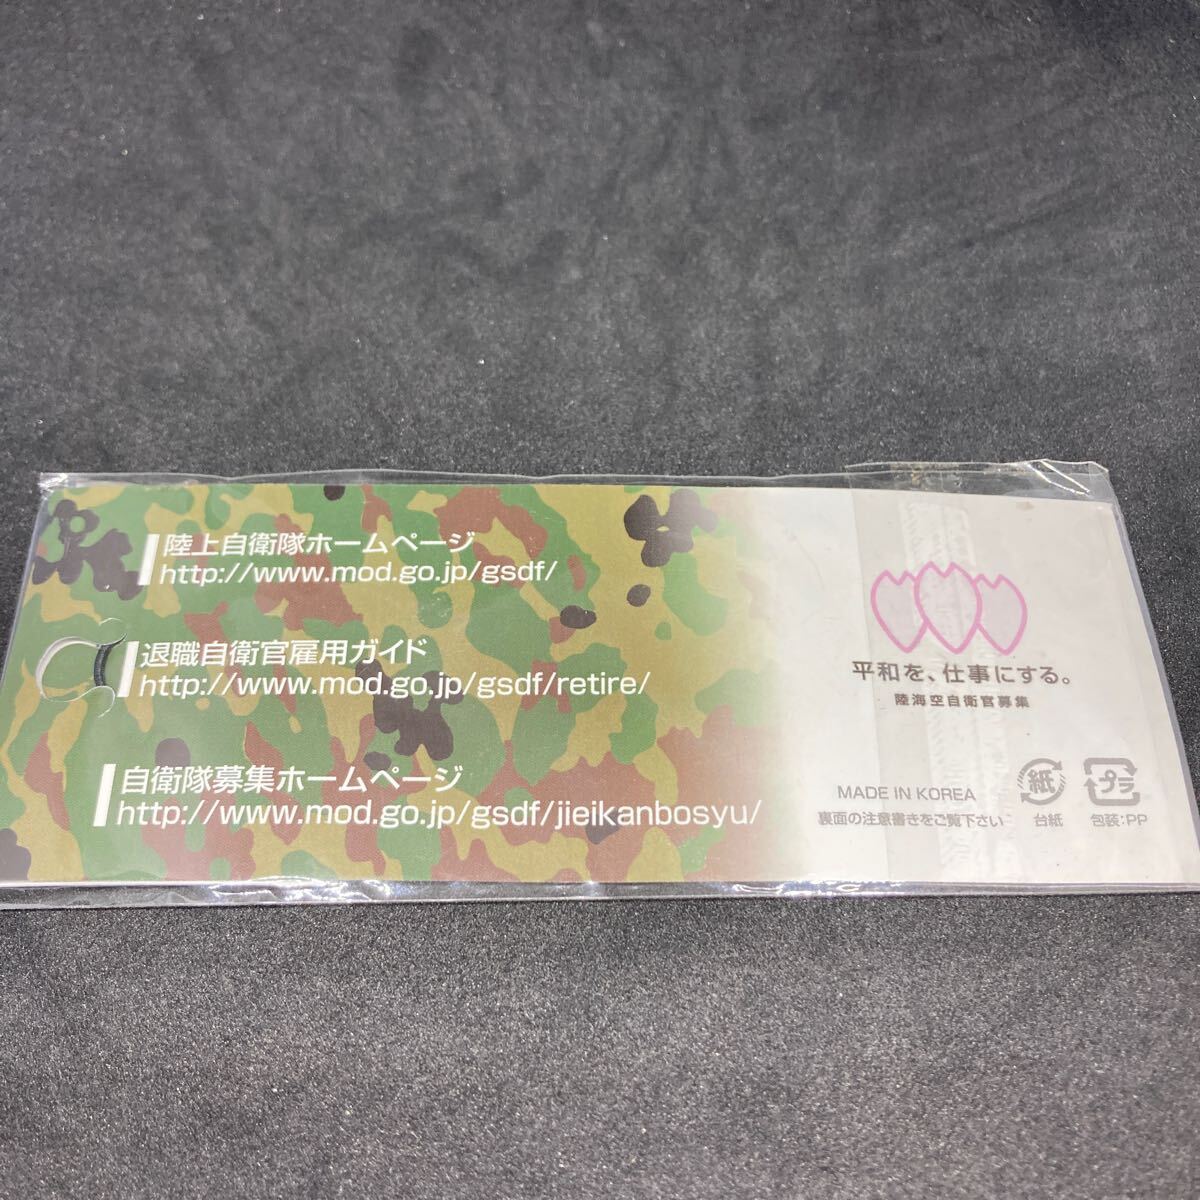 陸上自衛隊ホームページ
http://www.mod.go.jp/gsdf/
退職自衛官雇用ガイド
http://www.mod.go.jp/gsdf/retire/
自衛隊募集ホームページ
http://www.mod.go.jp/gsdf/jieikanbosyu/
平和を、仕事にする。
陸海空自衛官募集
MADE IN KOREA
裏面の注意書きをご覧下さい
紙
台紙
プラ
包装:PP